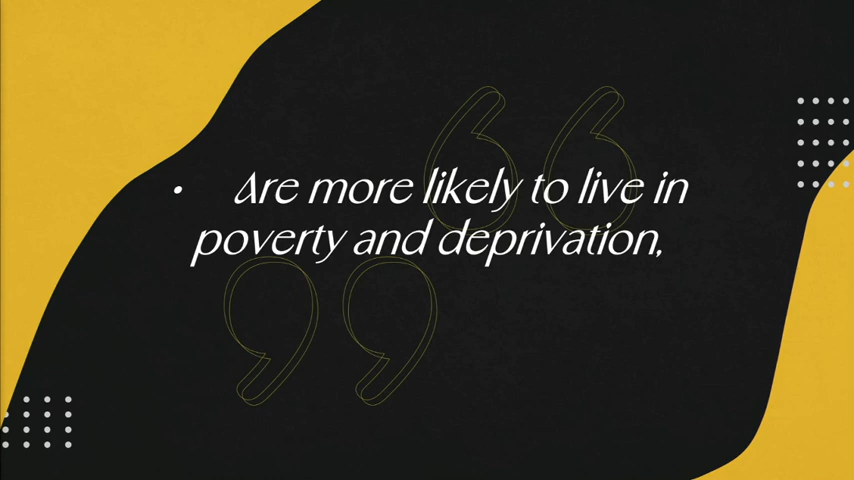 • Are more likely to live in
poverty and deprivation,